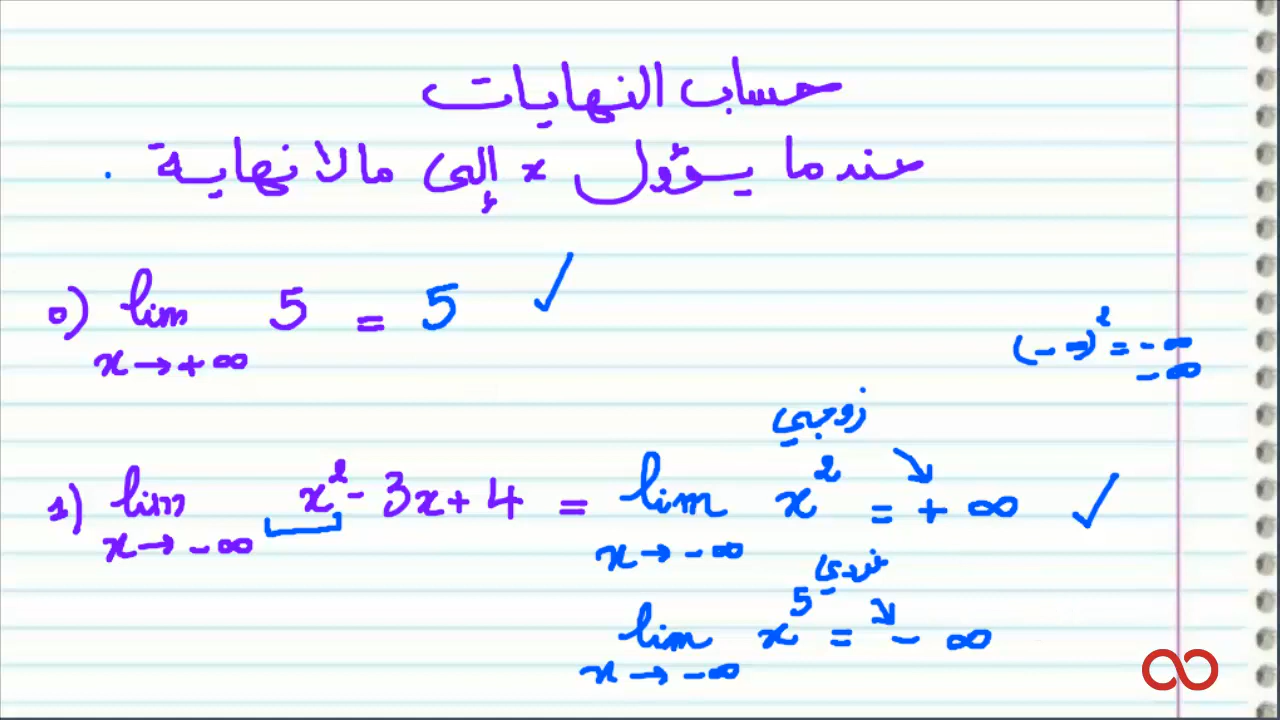 حساب النهايات
عندما يؤول x إلى مالانهاية .
0) lim 5 = 5 ✓
x → +∞
(-∞)² = -∞
-∞
زوجي
1) lim x² - 3x + 4 = lim x² = + ∞ ✓
x → -∞ x → -∞
فردي
lim x⁵ = - ∞
x → -∞